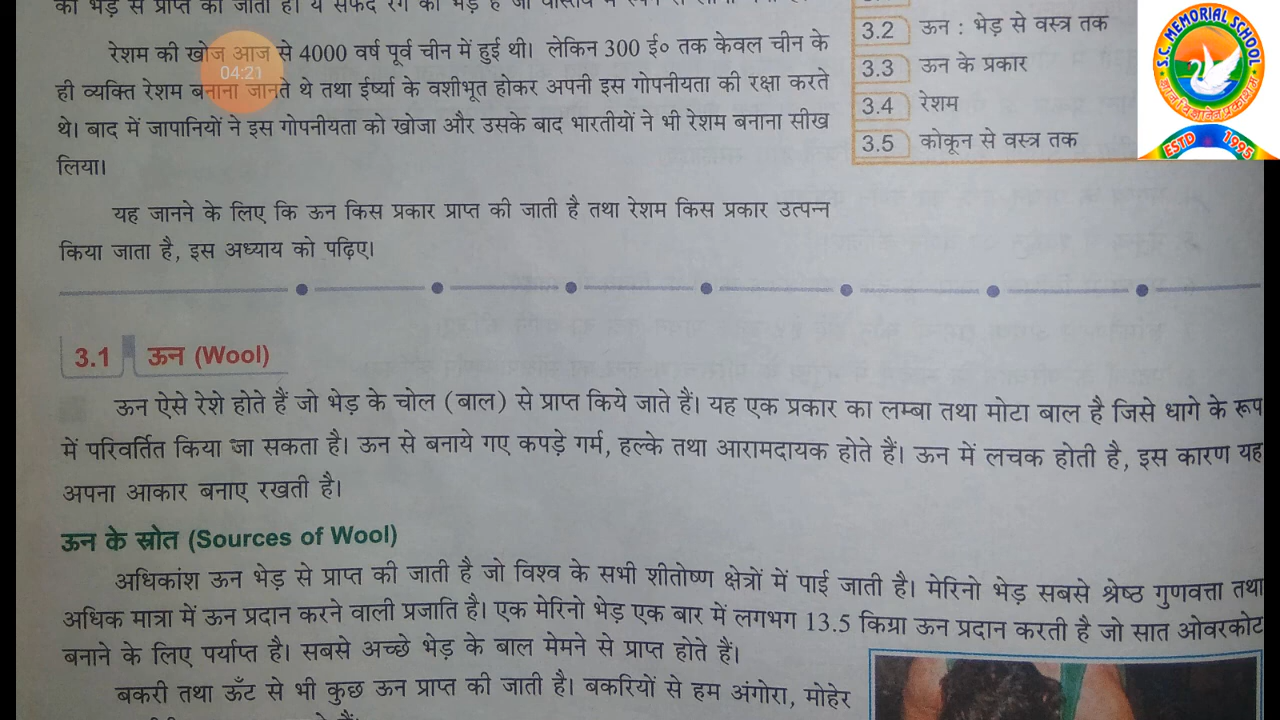 की भेड़ से प्राप्त की जाती है। ये सफेद रंग की भेड़ हैं जो वास्तव में
रेशम की खोज आज से 4000 वर्ष पूर्व चीन में हुई थी। लेकिन 300 ई० तक केवल चीन के
ही व्यक्ति रेशम बनाना जानते थे तथा ईर्ष्या के वशीभूत होकर अपनी इस गोपनीयता की रक्षा करते
थे। बाद में जापानियों ने इस गोपनीयता को खोजा और उसके बाद भारतीयों ने भी रेशम बनाना सीख
लिया।
यह जानने के लिए कि ऊन किस प्रकार प्राप्त की जाती है तथा रेशम किस प्रकार उत्पन्न
किया जाता है, इस अध्याय को पढ़िए।
04:21
3.2 ऊन : भेड़ से वस्त्र तक
3.3 ऊन के प्रकार
3.4 रेशम
3.5 कोकून से वस्त्र तक
S.C. MEMORIAL SCHOOL
ESTD 1995
3.1 ऊन (Wool)
ऊन ऐसे रेशे होते हैं जो भेड़ के चोल (बाल) से प्राप्त किये जाते हैं। यह एक प्रकार का लम्बा तथा मोटा बाल है जिसे धागे के रूप
में परिवर्तित किया जा सकता है। ऊन से बनाये गए कपड़े गर्म, हल्के तथा आरामदायक होते हैं। ऊन में लचक होती है, इस कारण यह
अपना आकार बनाए रखती है।
ऊन के स्रोत (Sources of Wool)
अधिकांश ऊन भेड़ से प्राप्त की जाती है जो विश्व के सभी शीतोष्ण क्षेत्रों में पाई जाती है। मेरिनो भेड़ सबसे श्रेष्ठ गुणवत्ता तथा
अधिक मात्रा में ऊन प्रदान करने वाली प्रजाति है। एक मेरिनो भेड़ एक बार में लगभग 13.5 किग्रा ऊन प्रदान करती है जो सात ओवरकोट
बनाने के लिए पर्याप्त है। सबसे अच्छे भेड़ के बाल मेमने से प्राप्त होते हैं।
बकरी तथा ऊँट से भी कुछ ऊन प्राप्त की जाती है। बकरियों से हम अंगोरा, मोहेर